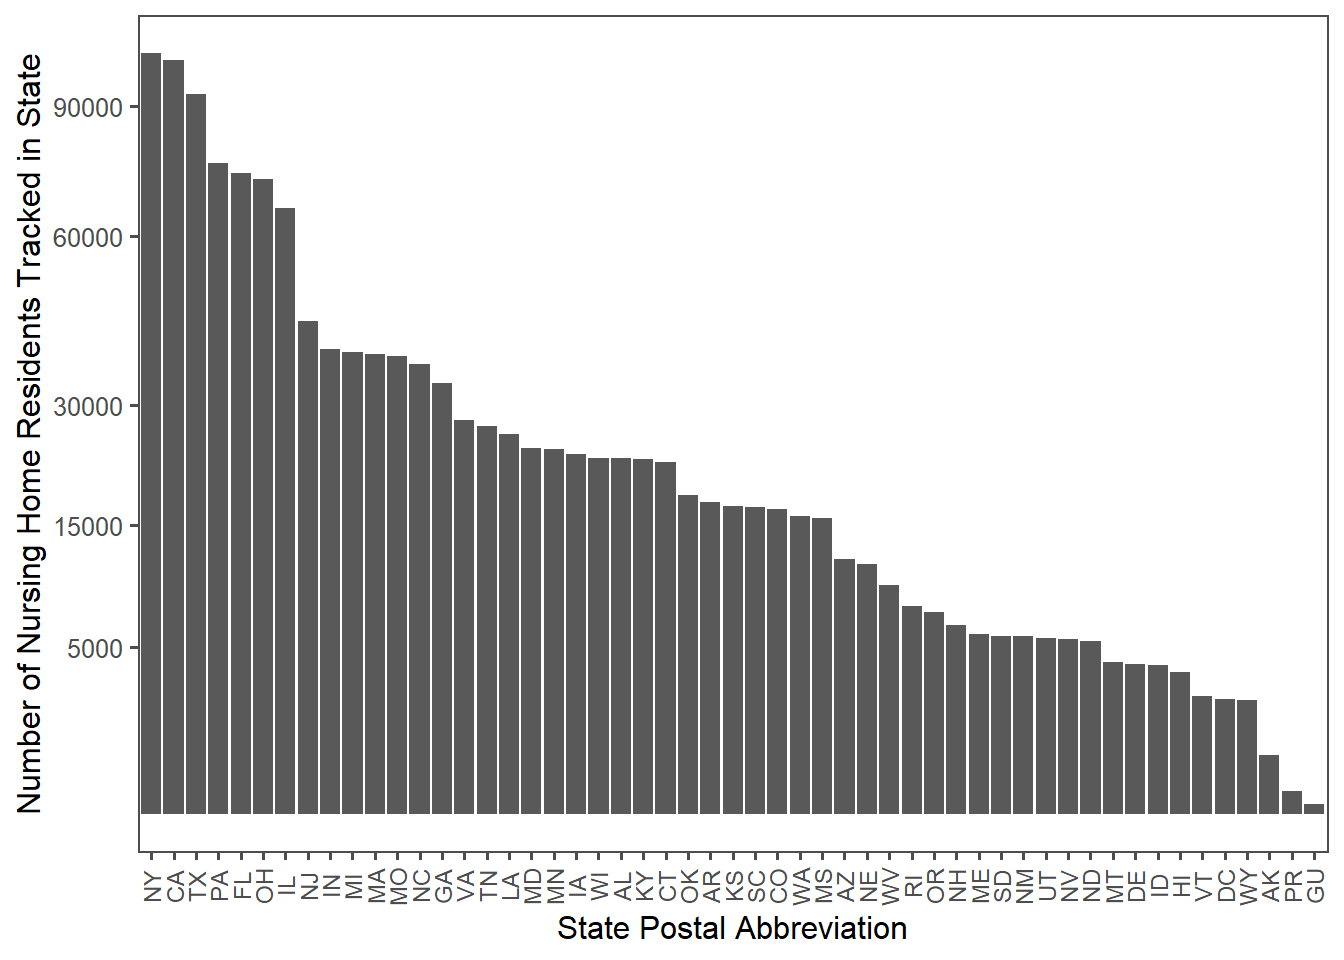 Number of Nursing Home Residents Tracked in State
90000
60000
30000
15000
5000
NY CA TX PA FL OH IL NJ IN MI MA MO NC GA VA TN LA MD MN IA WI AL KY CT OK AR KS SC CO WA MS AZ NE WV RI OR NH ME SD NM UT NV ND MT DE ID HI VT DC WY AK PR GU
State Postal Abbreviation